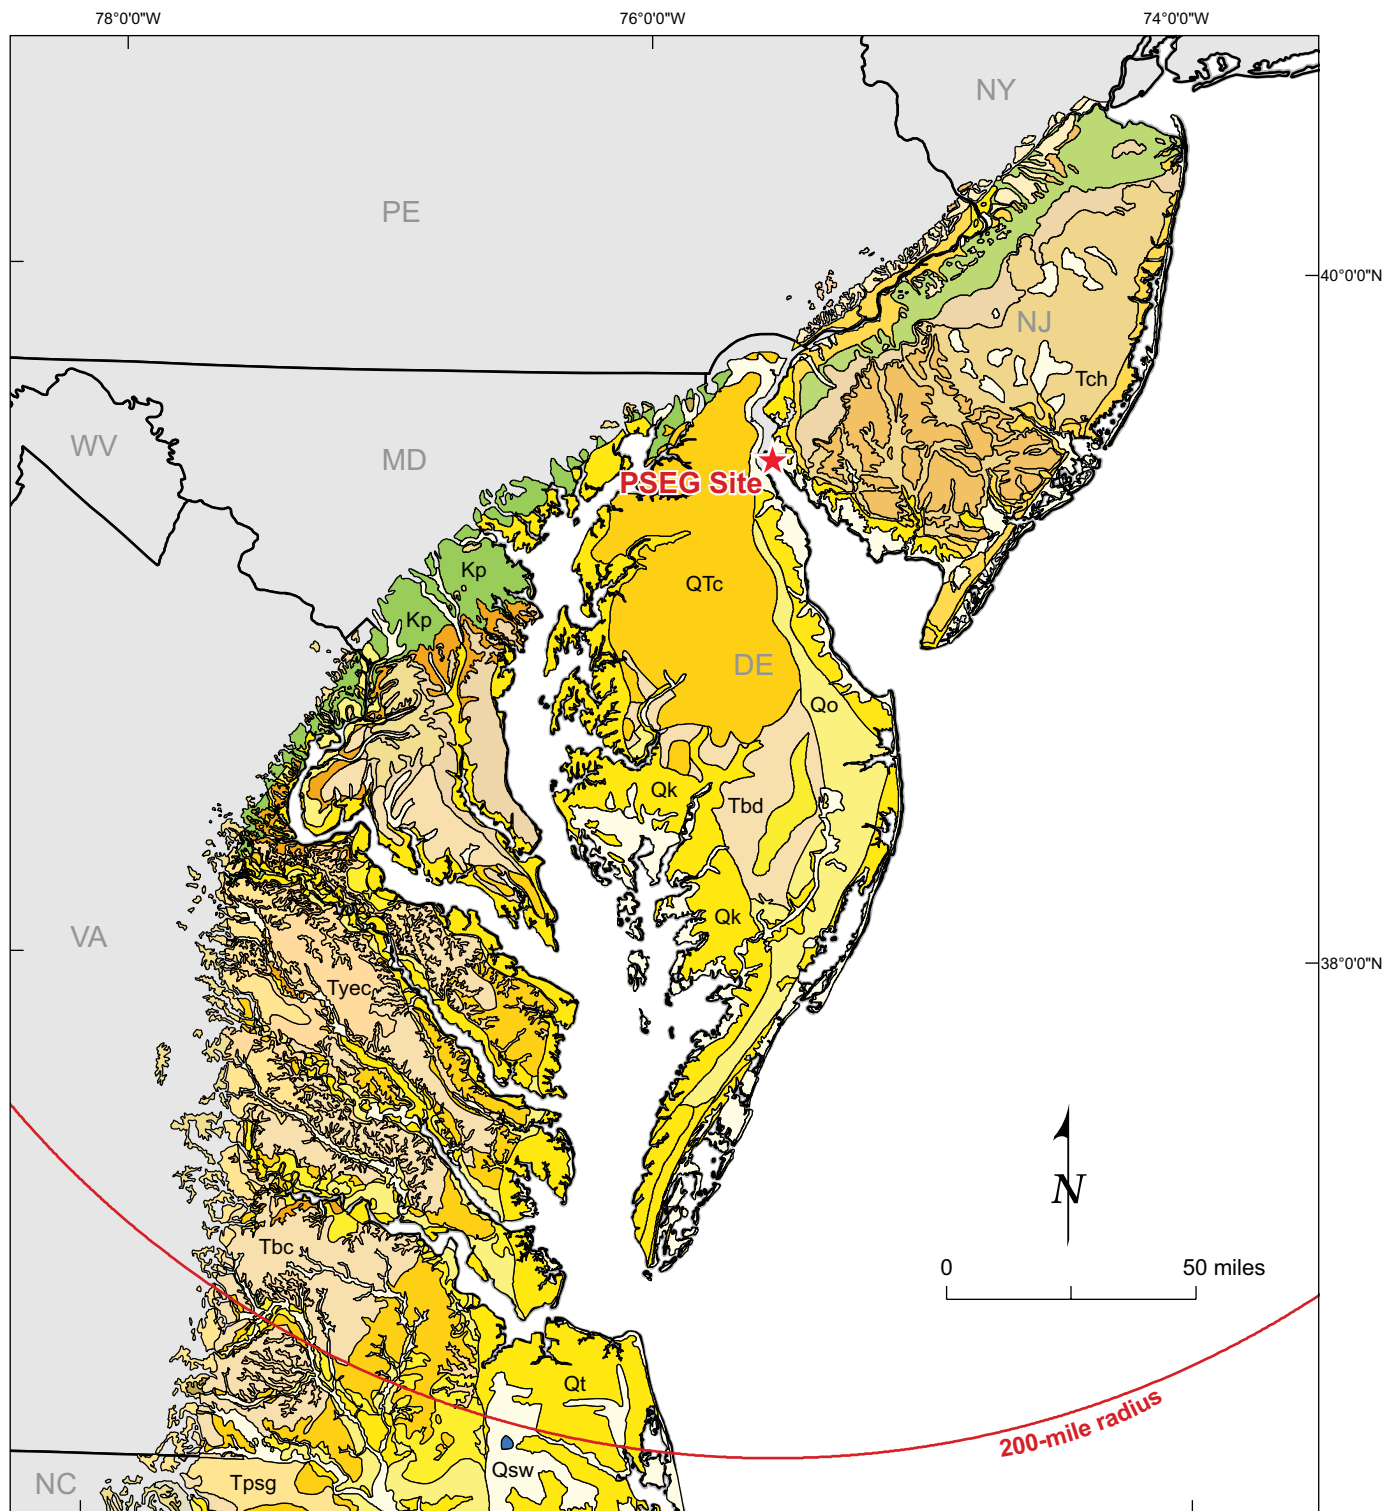 78°0'0"W
76°0'0"W
74°0'0"W
NY
PE
40°0'0"N
NJ
Tch
WV
MD
PSEG Site
Kp
QTc
Kp
DE
Qo
Qk
Tbd
Qk
VA
38°0'0"N
Tyec
N
Tbc
0 50 miles
Qt
200-mile radius
Qsw
NC
Tpsg